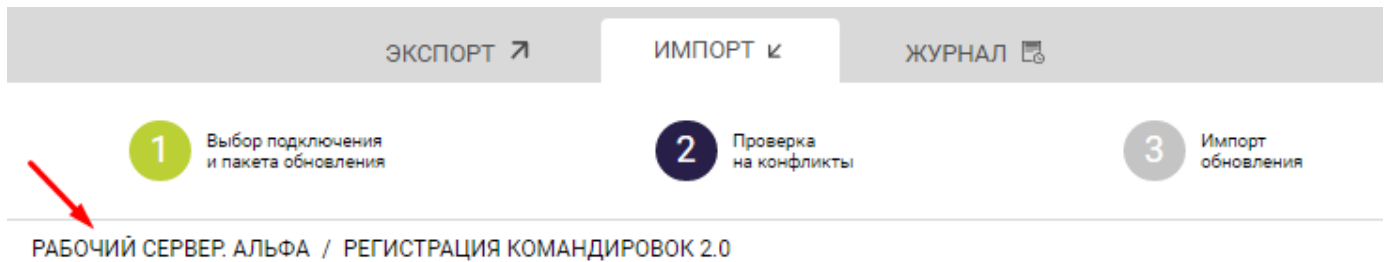 ЭКСПОРТ ИМПОРТ ЖУРНАЛ
1 Выбор подключения
и пакета обновления
2 Проверка
на конфликты
3 Импорт
обновления
РАБОЧИЙ СЕРВЕР. АЛЬФА / РЕГИСТРАЦИЯ КОМАНДИРОВОК 2.0